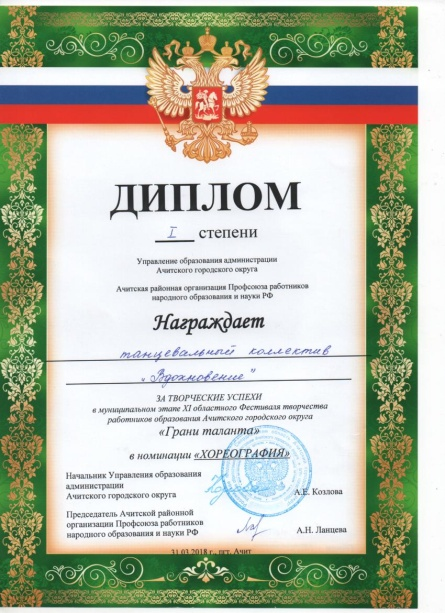 ДИПЛОМ
I степени
Управление образования администрации
Ачитского городского округа
Ачитская районная организация Профсоюза работников
народного образования и науки РФ
Награждает
танцевальный коллектив
„Вдохновение"
ЗА ТВОРЧЕСКИЕ УСПЕХИ
в муниципальном этапе XI областного Фестиваля творчества
работников образования Ачитского городского округа
«Грани таланта»
в номинации «ХОРЕОГРАФИЯ»
Начальник Управления образования
администрации
Ачитского городского округа
А.Е. Козлова
Председатель Ачитской районной
организации Профсоюза работников
народного образования и науки РФ
А.Н. Ланцева
31.03.2018 г., пгт. Ачит